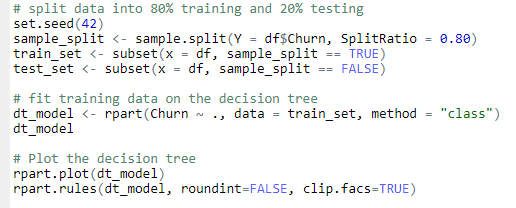 # split data into 80% training and 20% testing
set.seed(42)
sample_split <- sample.split(Y = df$Churn, SplitRatio = 0.80)
train_set <- subset(x = df, sample_split == TRUE)
test_set <- subset(x = df, sample_split == FALSE)
# fit training data on the decision tree
dt_model <- rpart(Churn ~ ., data = train_set, method = "class")
dt_model
# Plot the decision tree
rpart.plot(dt_model)
rpart.rules(dt_model, roundint=FALSE, clip.facs=TRUE)